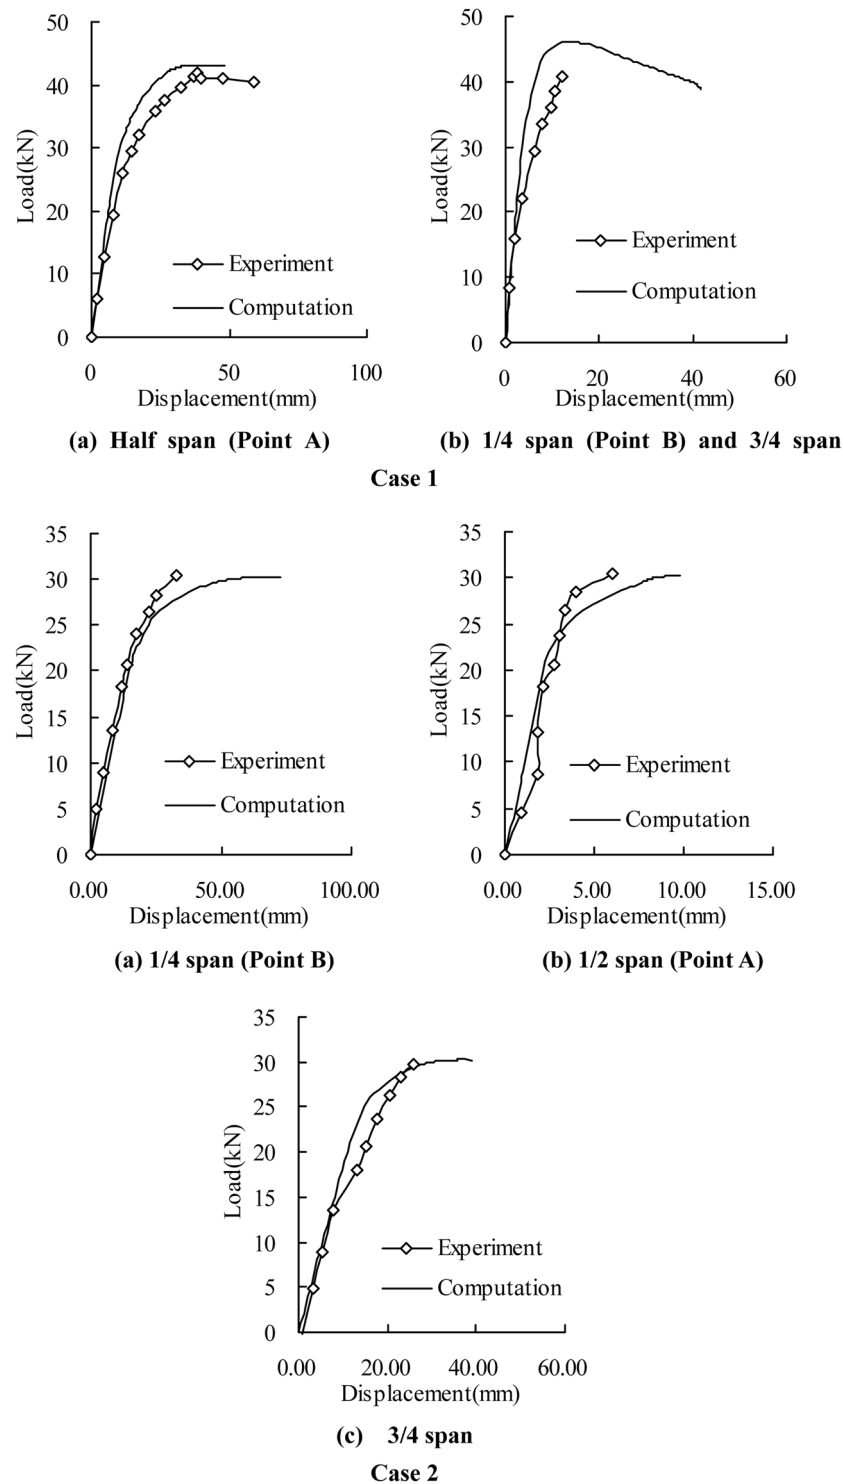 50
40
30
20
10
0
Load(kN)
Experiment
Computation
0 50 100
Displacement(mm)
(a) Half span (Point A)
50
40
30
20
10
0
Load(kN)
Experiment
Computation
0 20 40 60
Displacement(mm)
(b) 1/4 span (Point B) and 3/4 span
Case 1
35
30
25
20
15
10
5
0
Load(kN)
Experiment
Computation
0.00 50.00 100.00
Displacement(mm)
(a) 1/4 span (Point B)
35
30
25
20
15
10
5
0
Load(kN)
Experiment
Computation
0.00 5.00 10.00 15.00
Displacement(mm)
(b) 1/2 span (Point A)
35
30
25
20
15
10
5
0
Load(kN)
Experiment
Computation
0.00 20.00 40.00 60.00
Displacement(mm)
(c) 3/4 span
Case 2